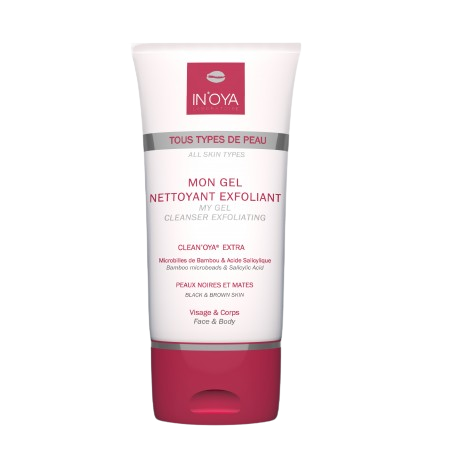 IN'OYA
TOUS TYPES DE PEAU
ALL SKIN TYPES
MON GEL
NETTOYANT EXFOLIANT
MY GEL
CLEANSER EXFOLIATING
CLEAN'OYA® EXTRA
Microbilles de Bambou & Acide Salicylique
Bamboo microbeads & Salicylic Acid
PEAUX NOIRES ET MATES
BLACK & BROWN SKIN
Visage & Corps
Face & Body